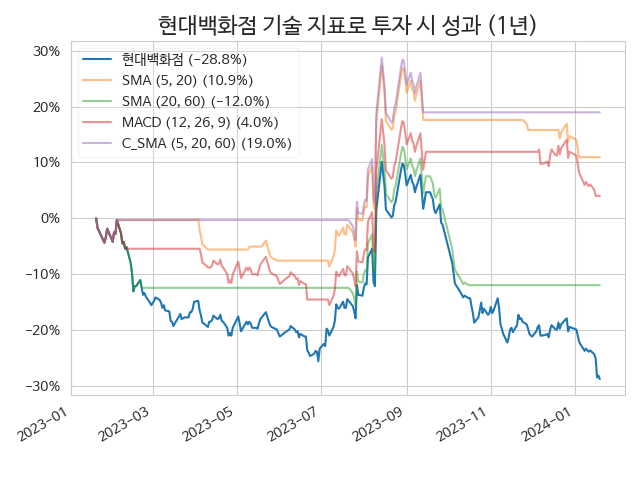 현대백화점 기술 지표로 투자 시 성과 (1년)
30%
20%
10%
0%
−10%
−20%
−30%
현대백화점 (−28.8%)
SMA (5, 20) (10.9%)
SMA (20, 60) (−12.0%)
MACD (12, 26, 9) (4.0%)
C_SMA (5, 20, 60) (19.0%)
2023−01
2023−03
2023−05
2023−07
2023−09
2023−11
2024−01